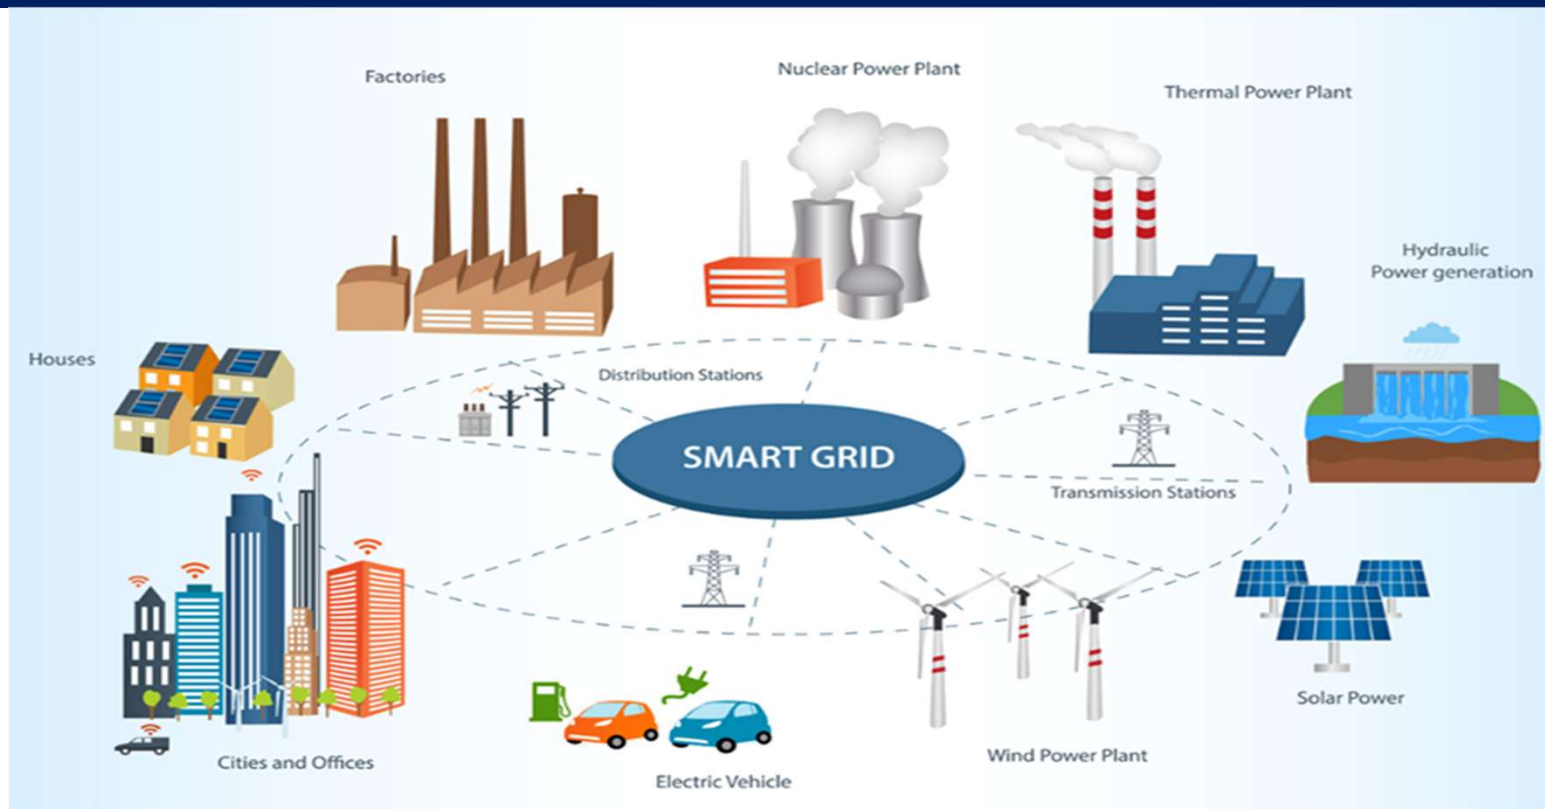 Factories
Nuclear Power Plant
Thermal Power Plant
Hydraulic
Power generation
Houses
Distribution Stations
SMART GRID
Transmission Stations
Solar Power
Wind Power Plant
Cities and Offices
Electric Vehicle